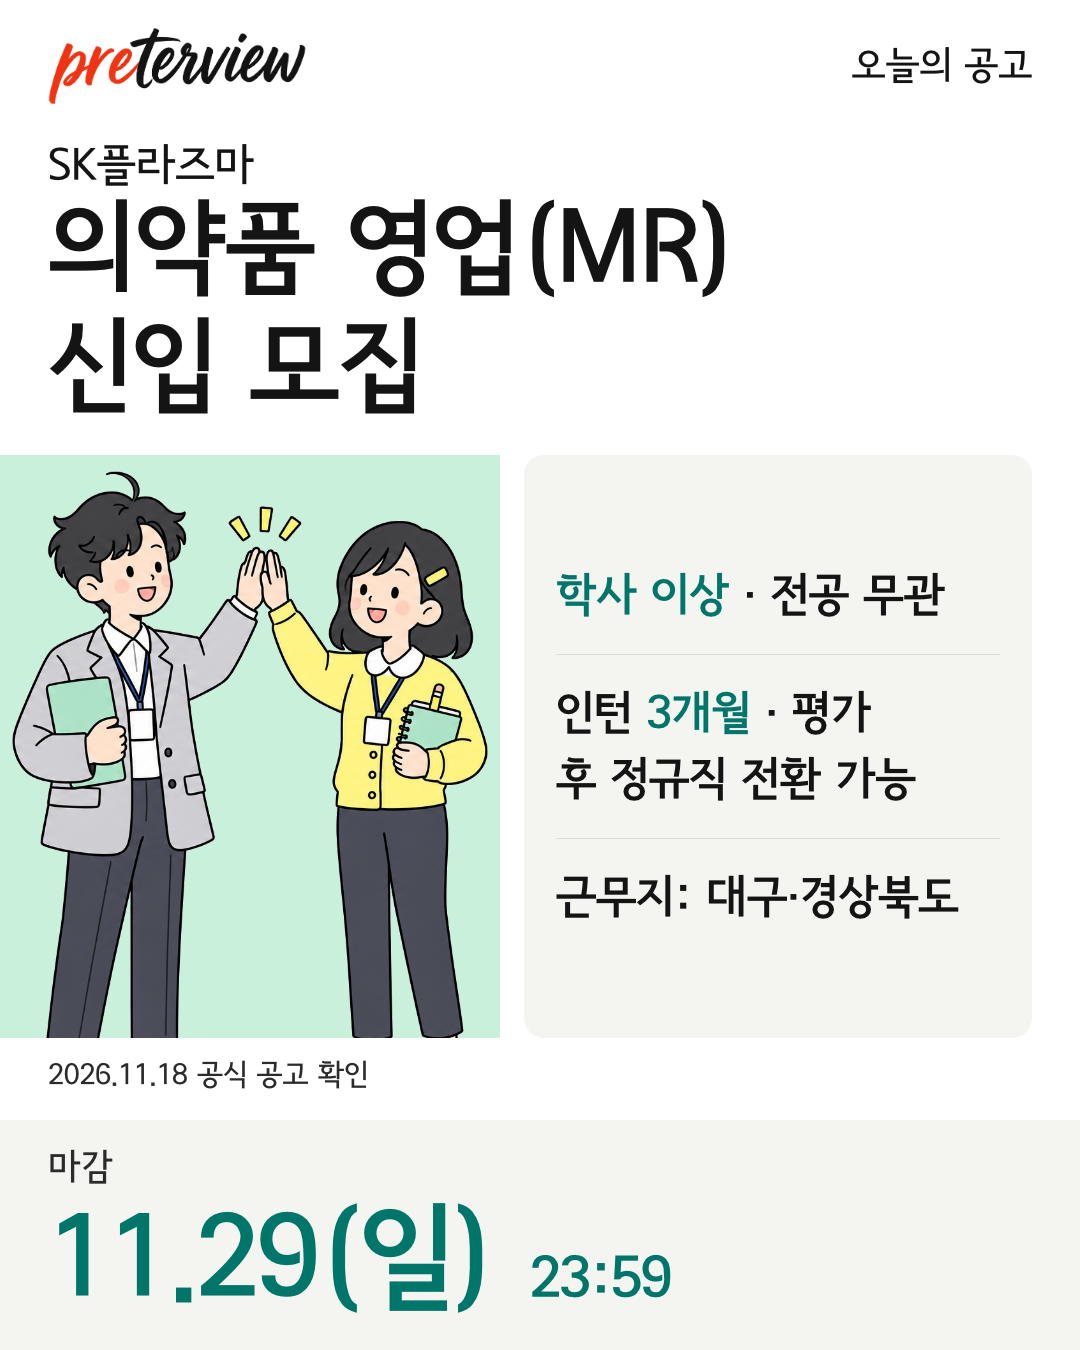 preterview
오늘의 공고
SK플라즈마
의약품 영업(MR)
신입 모집
학사 이상 · 전공 무관
인턴 3개월 · 평가
후 정규직 전환 가능
근무지: 대구·경상북도
2026.11.18 공식 공고 확인
마감
11.29(일) 23:59